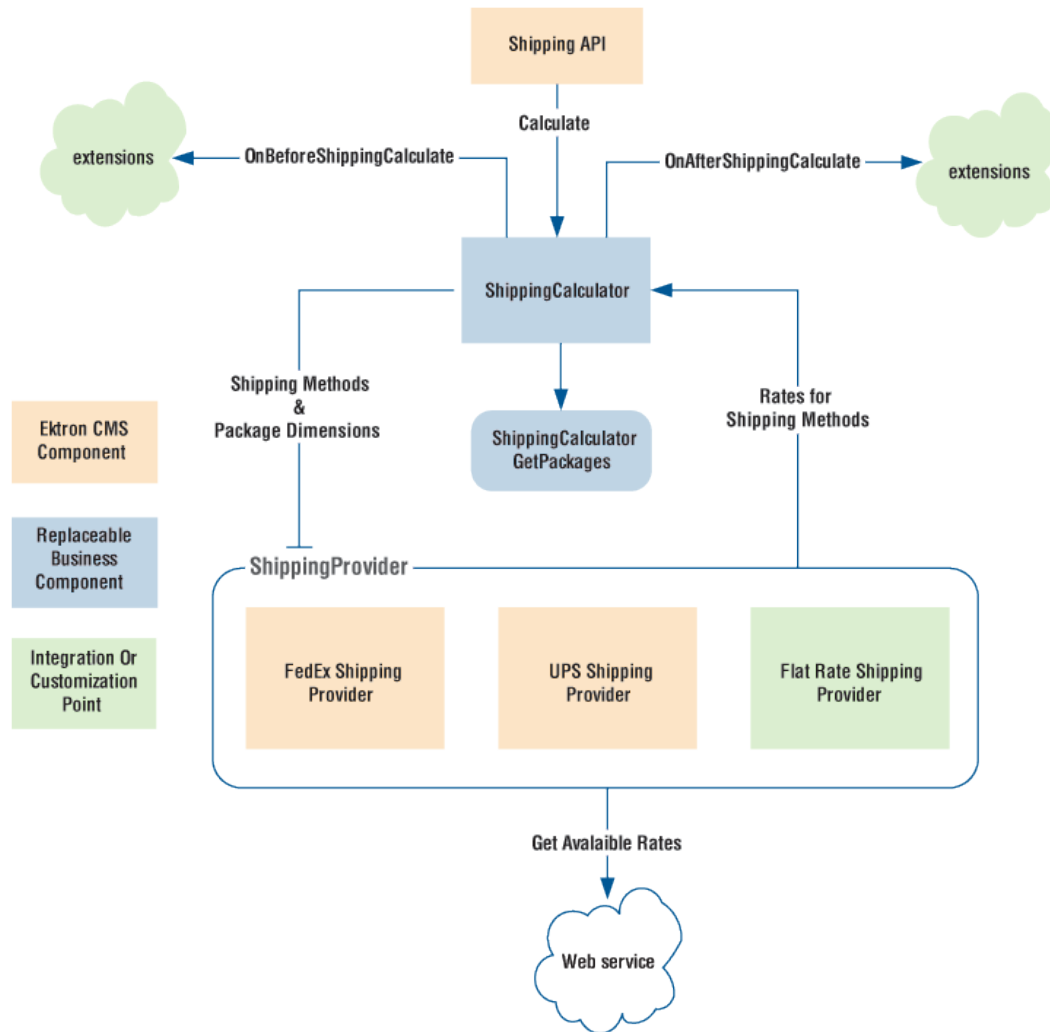 Shipping API
Calculate
extensions
OnBeforeShippingCalculate
OnAfterShippingCalculate
extensions
ShippingCalculator
Shipping Methods
&
Package Dimensions
Rates for
Shipping Methods
ShippingCalculator
GetPackages
Ektron CMS
Component
Replaceable
Business
Component
Integration Or
Customization
Point
ShippingProvider
FedEx Shipping
Provider
UPS Shipping
Provider
Flat Rate Shipping
Provider
Get Avalaible Rates
Web service